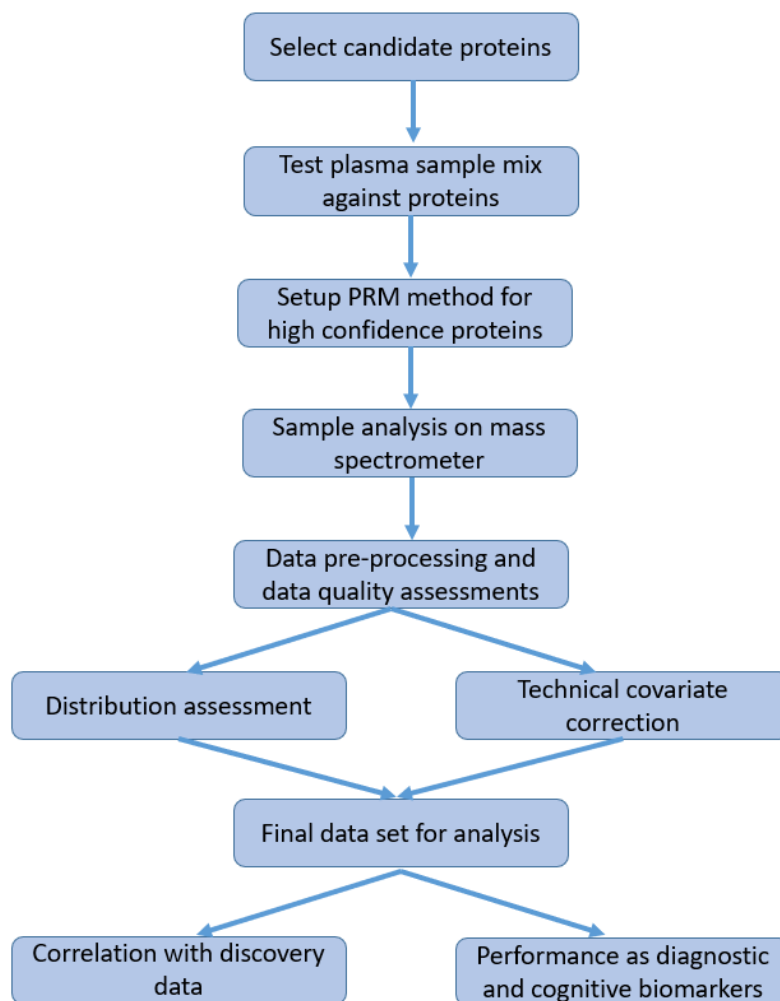 Select candidate proteins
Test plasma sample mix
against proteins
Setup PRM method for
high confidence proteins
Sample analysis on mass
spectrometer
Data pre-processing and
data quality assessments
Distribution assessment
Technical covariate
correction
Final data set for analysis
Correlation with discovery
data
Performance as diagnostic
and cognitive biomarkers